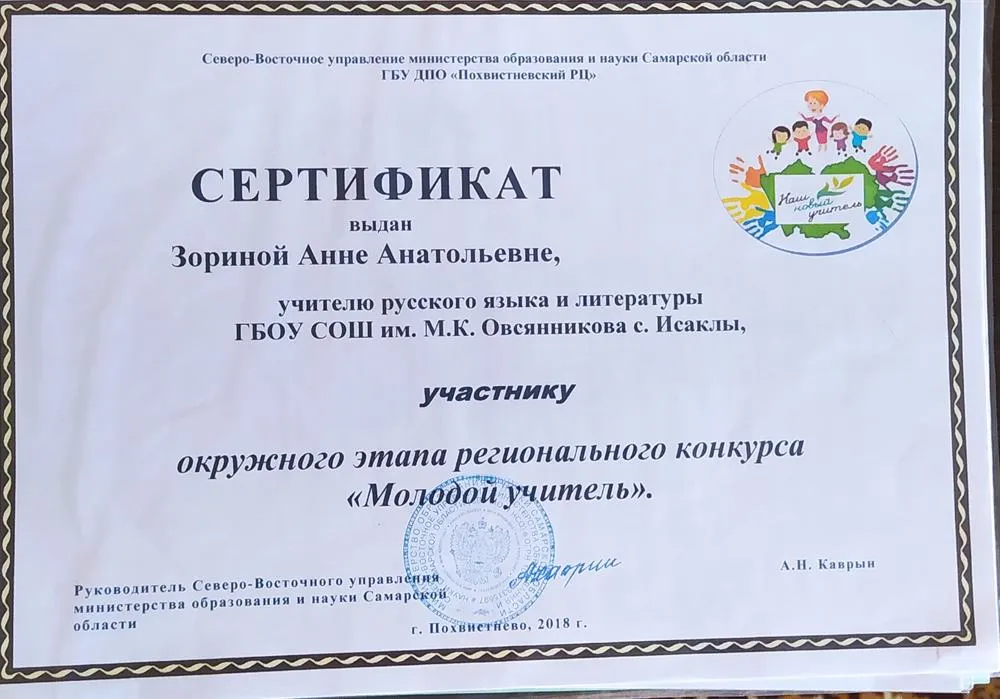 Северо-Восточное управление министерства образования и науки Самарской области
ГБУ ДПО «Похвистневский РЦ»
Наш
новый
учитель
СЕРТИФИКАТ
выдан
Зориной Анне Анатольевне,
учителю русского языка и литературы
ГБОУ СОШ им. М.К. Овсянникова с. Исаклы,
участнику
окружного этапа регионального конкурса
«Молодой учитель».
Руководитель Северо-Восточного управления
министерства образования и науки Самарской
области
А.Н. Каврын
г. Похвистнево, 2018 г.